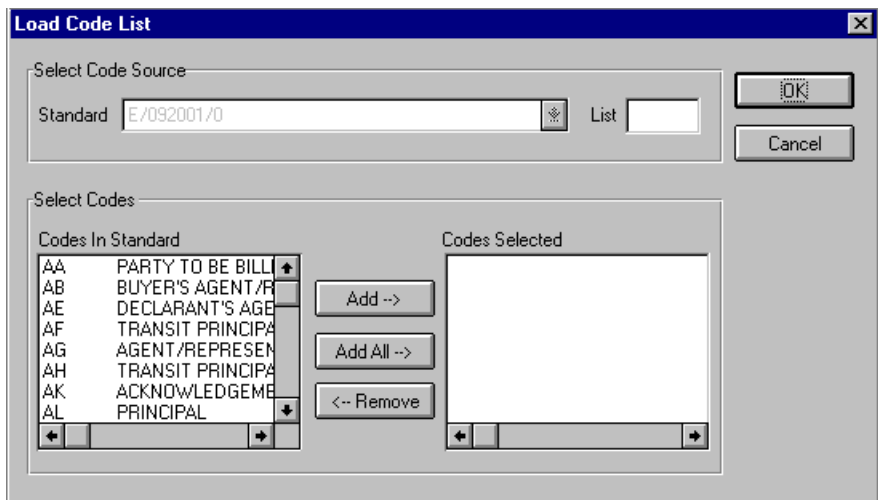 Load Code List
Select Code Source
Standard E/092001/0 List
OK
Cancel
Select Codes
Codes In Standard
Codes Selected
AA PARTY TO BE BILL
AB BUYER'S AGENT/R
AE DECLARANT'S AGE
AF TRANSIT PRINCIPA
AG AGENT/REPRESEN
AH TRANSIT PRINCIPA
AK ACKNOWLEDGEME
AL PRINCIPAL
Add -->
Add All -->
<-- Remove